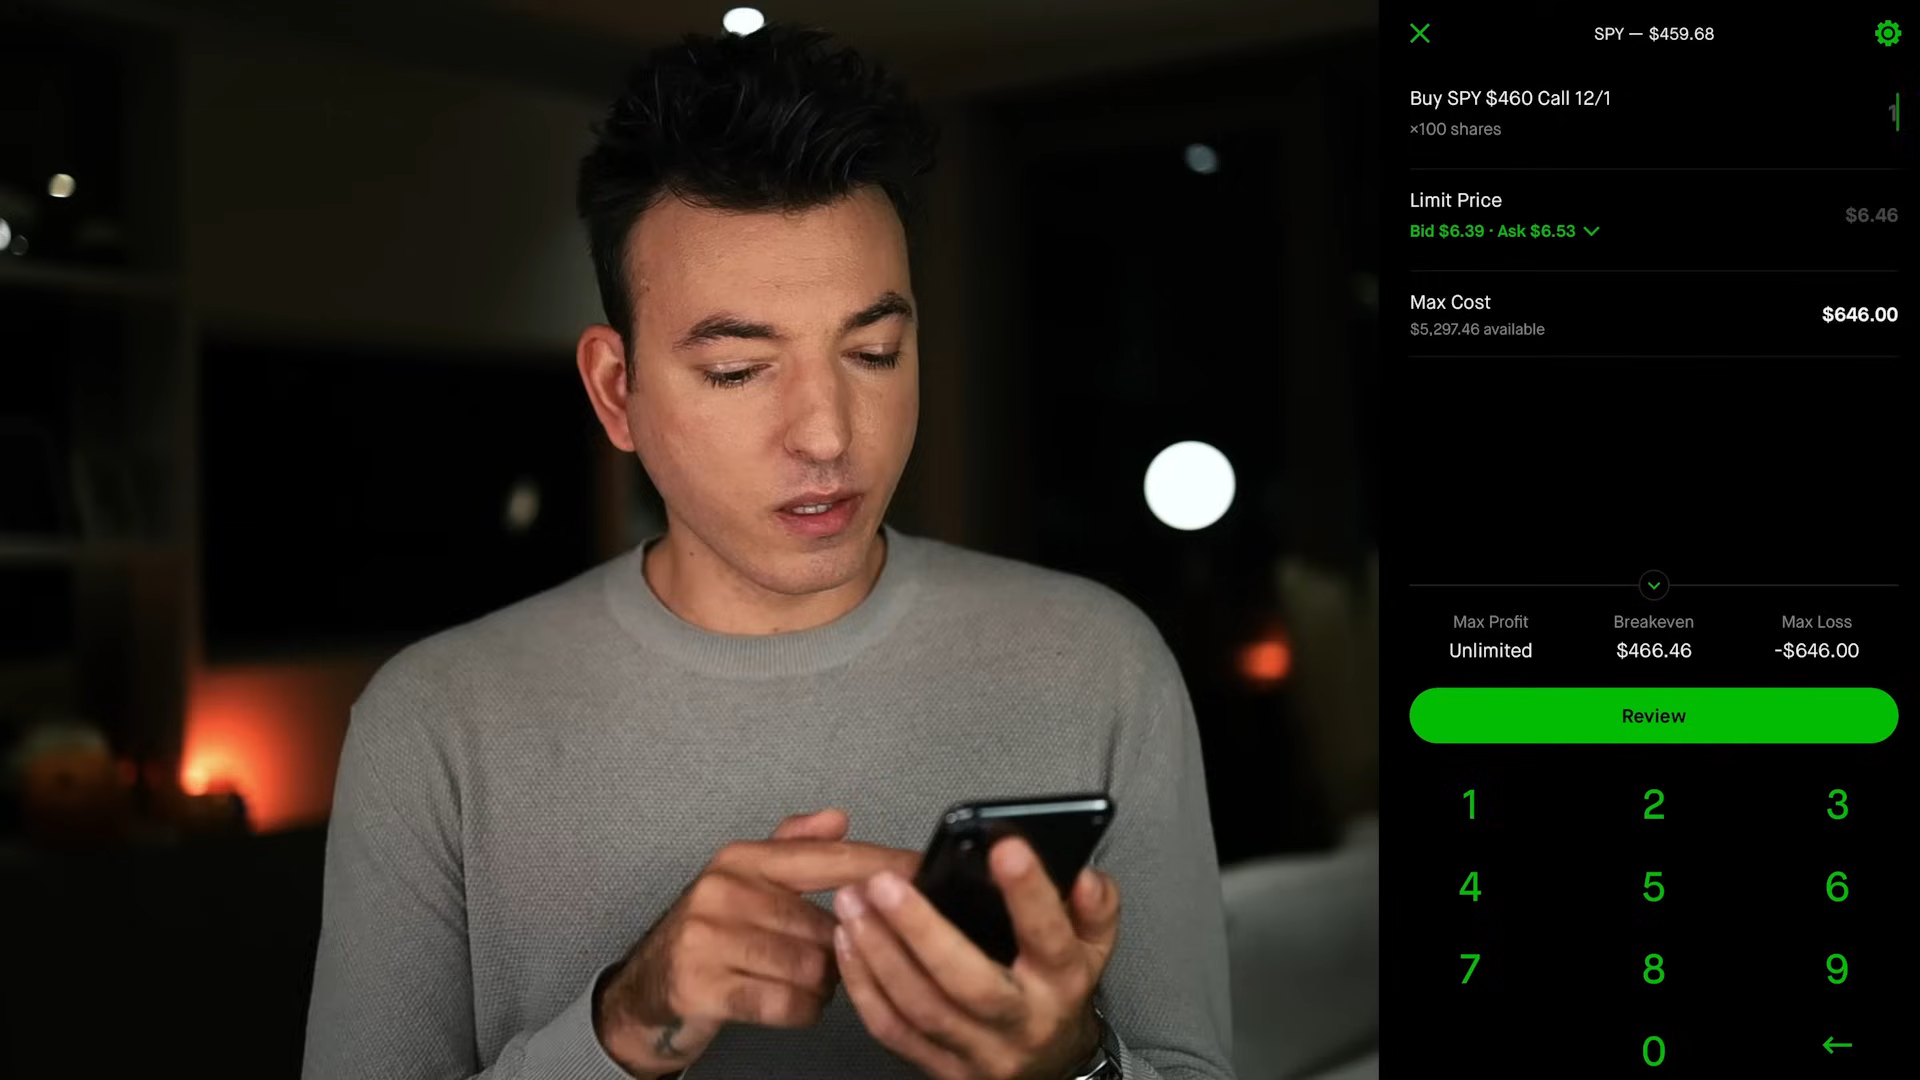 SPY — $459.68
Buy SPY $460 Call 12/1
×100 shares
1
Limit Price
$6.46
Bid $6.39 · Ask $6.53
Max Cost
$646.00
$5,297.46 available
Max Profit
Breakeven
Max Loss
Unlimited
$466.46
-$646.00
Review
1 2 3
4 5 6
7 8 9
0